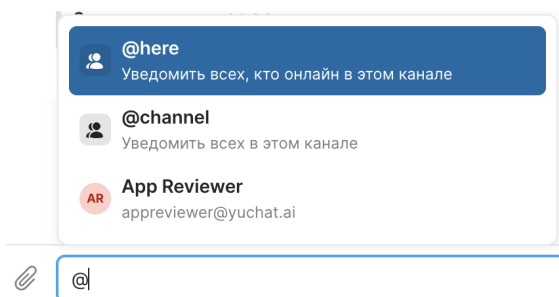 @here
Уведомить всех, кто онлайн в этом канале
@channel
Уведомить всех в этом канале
AR
App Reviewer
appreviewer@yuchat.ai
@